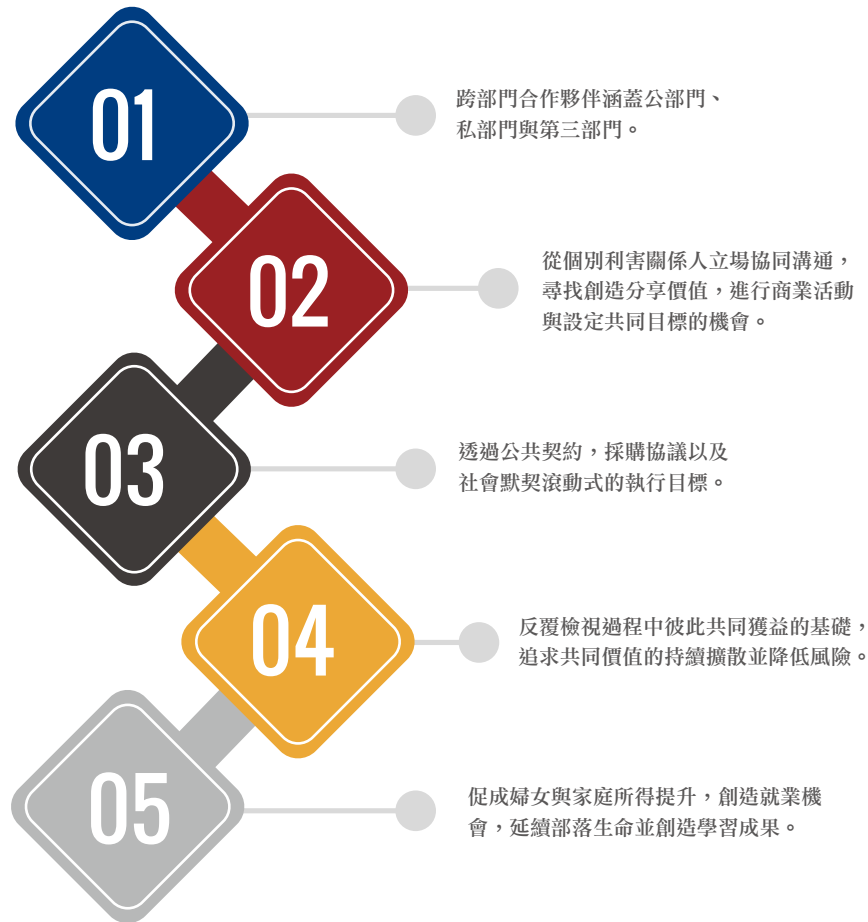 01
跨部門合作夥伴涵蓋公部門、
私部門與第三部門。
02
從個別利害關係人立場協同溝通，
尋找創造分享價值，進行商業活動
與設定共同目標的機會。
03
透過公共契約，採購協議以及
社會默契滾動式的執行目標。
04
反覆檢視過程中彼此共同獲益的基礎，
追求共同價值的持續擴散並降低風險。
05
促成婦女與家庭所得提升，創造就業機
會，延續部落生命並創造學習成果。